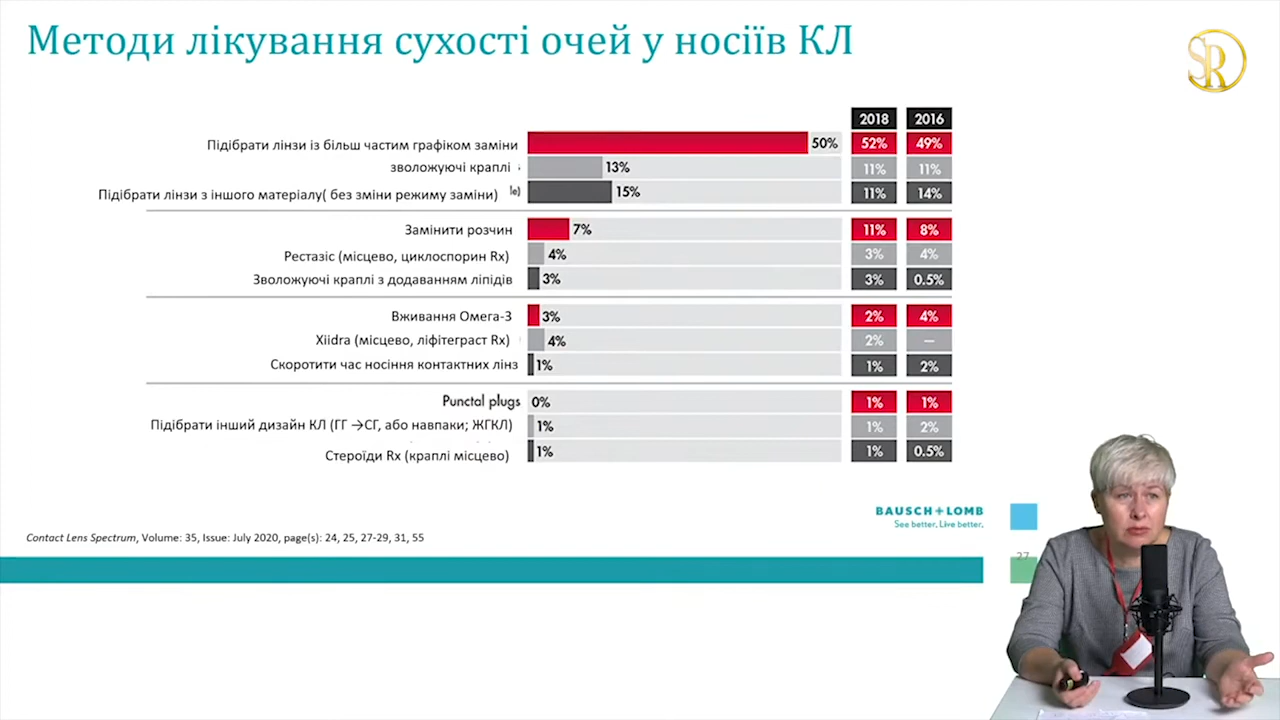 Методи лікування сухості очей у носіїв КЛ
SR
2018 2016
Підібрати лінзи із більш частим графіком заміни 50% 52% 49%
зволожуючі краплі 13% 11% 11%
Підібрати лінзи з іншого матеріалу( без зміни режиму заміни) le) 15% 11% 14%
Замінити розчин 7% 11% 8%
Рестазіс (місцево, циклоспорин Rx) 4% 3% 4%
Зволожуючі краплі з додаванням ліпідів 3% 3% 0.5%
Вживання Омега-3 3% 2% 4%
Xiidra (місцево, ліфітеграст Rx) 4% 2% —
Скоротити час носіння контактних лінз 1% 1% 2%
Punctal plugs 0% 1% 1%
Підібрати інший дизайн КЛ (ГГ →СГ, або навпаки; ЖГКЛ) 1% 1% 2%
Стероїди Rx (краплі місцево) 1% 1% 0.5%
BAUSCH+LOMB
See better. Live better.
Contact Lens Spectrum, Volume: 35, Issue: July 2020, page(s): 24, 25, 27-29, 31, 55
27